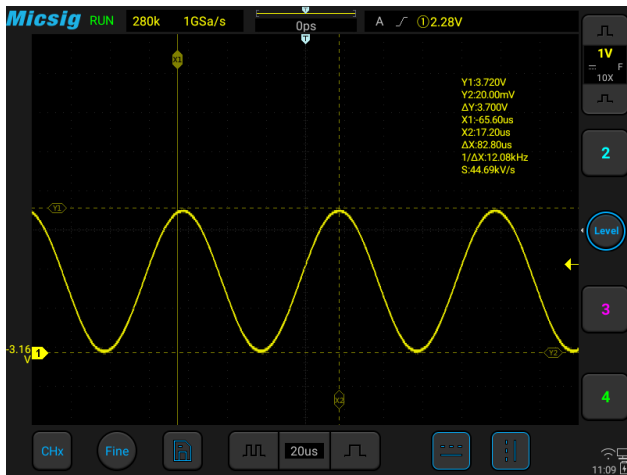 Micsig RUN 280k 1GSa/s T 0ps A ①2.28V
T
X1
1V
F
10X
Y1:3.720V
Y2:20.00mV
ΔY:3.700V
X1:-65.60us
X2:17.20us
ΔX:82.80us
1/ΔX:12.08kHz
S:44.69kV/s
2
Y1
Level
3
-3.16
V
1
Y2
X2
4
CHx Fine 20us
11:09